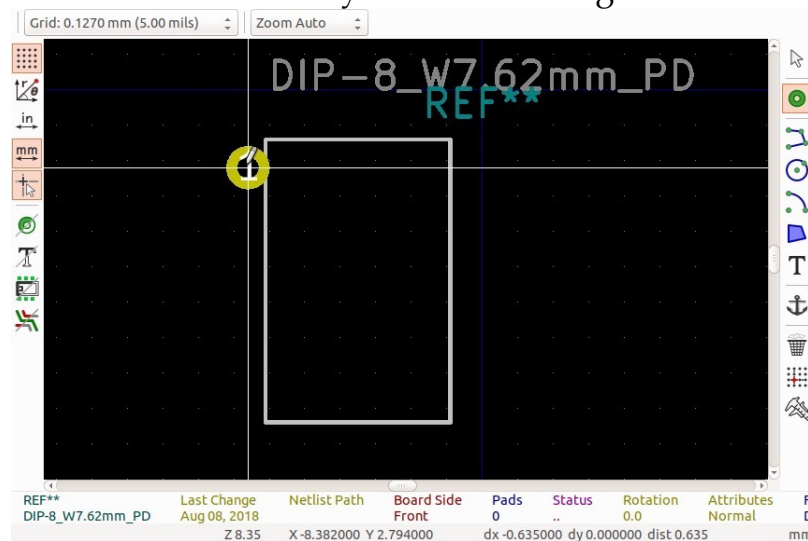 Grid: 0.1270 mm (5.00 mils) Zoom Auto
in
mm
DIP-8_W7.62mm_PD
REF**
1
T
REF** Last Change Netlist Path Board Side Pads Status Rotation Attributes
DIP-8_W7.62mm_PD Aug 08, 2018 Front 0 .. 0.0 Normal
Z 8.35 X -8.382000 Y 2.794000 dx -0.635000 dy 0.000000 dist 0.635 mm